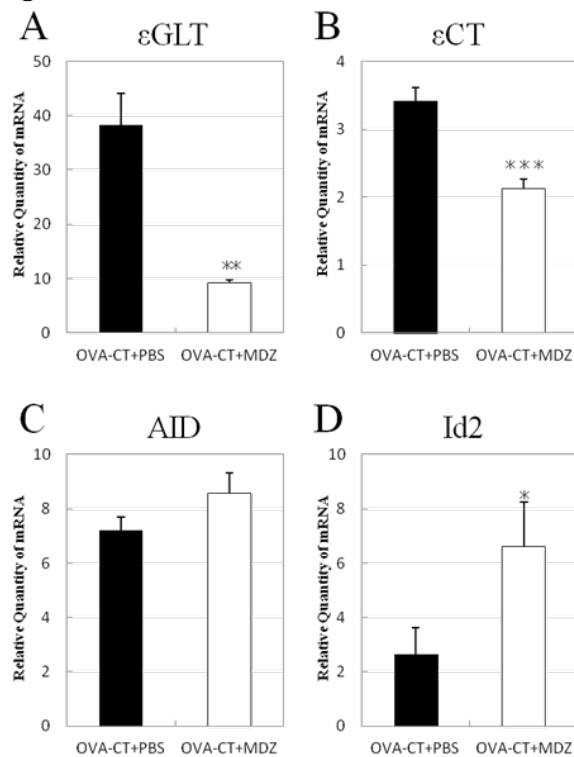 A
εGLT
Relative Quantity of mRNA
50
40
30
20
10
0
**
OVA-CT+PBS OVA-CT+MDZ
B
εCT
Relative Quantity of mRNA
4
3
2
1
0
***
OVA-CT+PBS OVA-CT+MDZ
C
AID
Relative Quantity of mRNA
10
8
6
4
2
0
OVA-CT+PBS OVA-CT+MDZ
D
Id2
Relative Quantity of mRNA
10
8
6
4
2
0
*
OVA-CT+PBS OVA-CT+MDZ